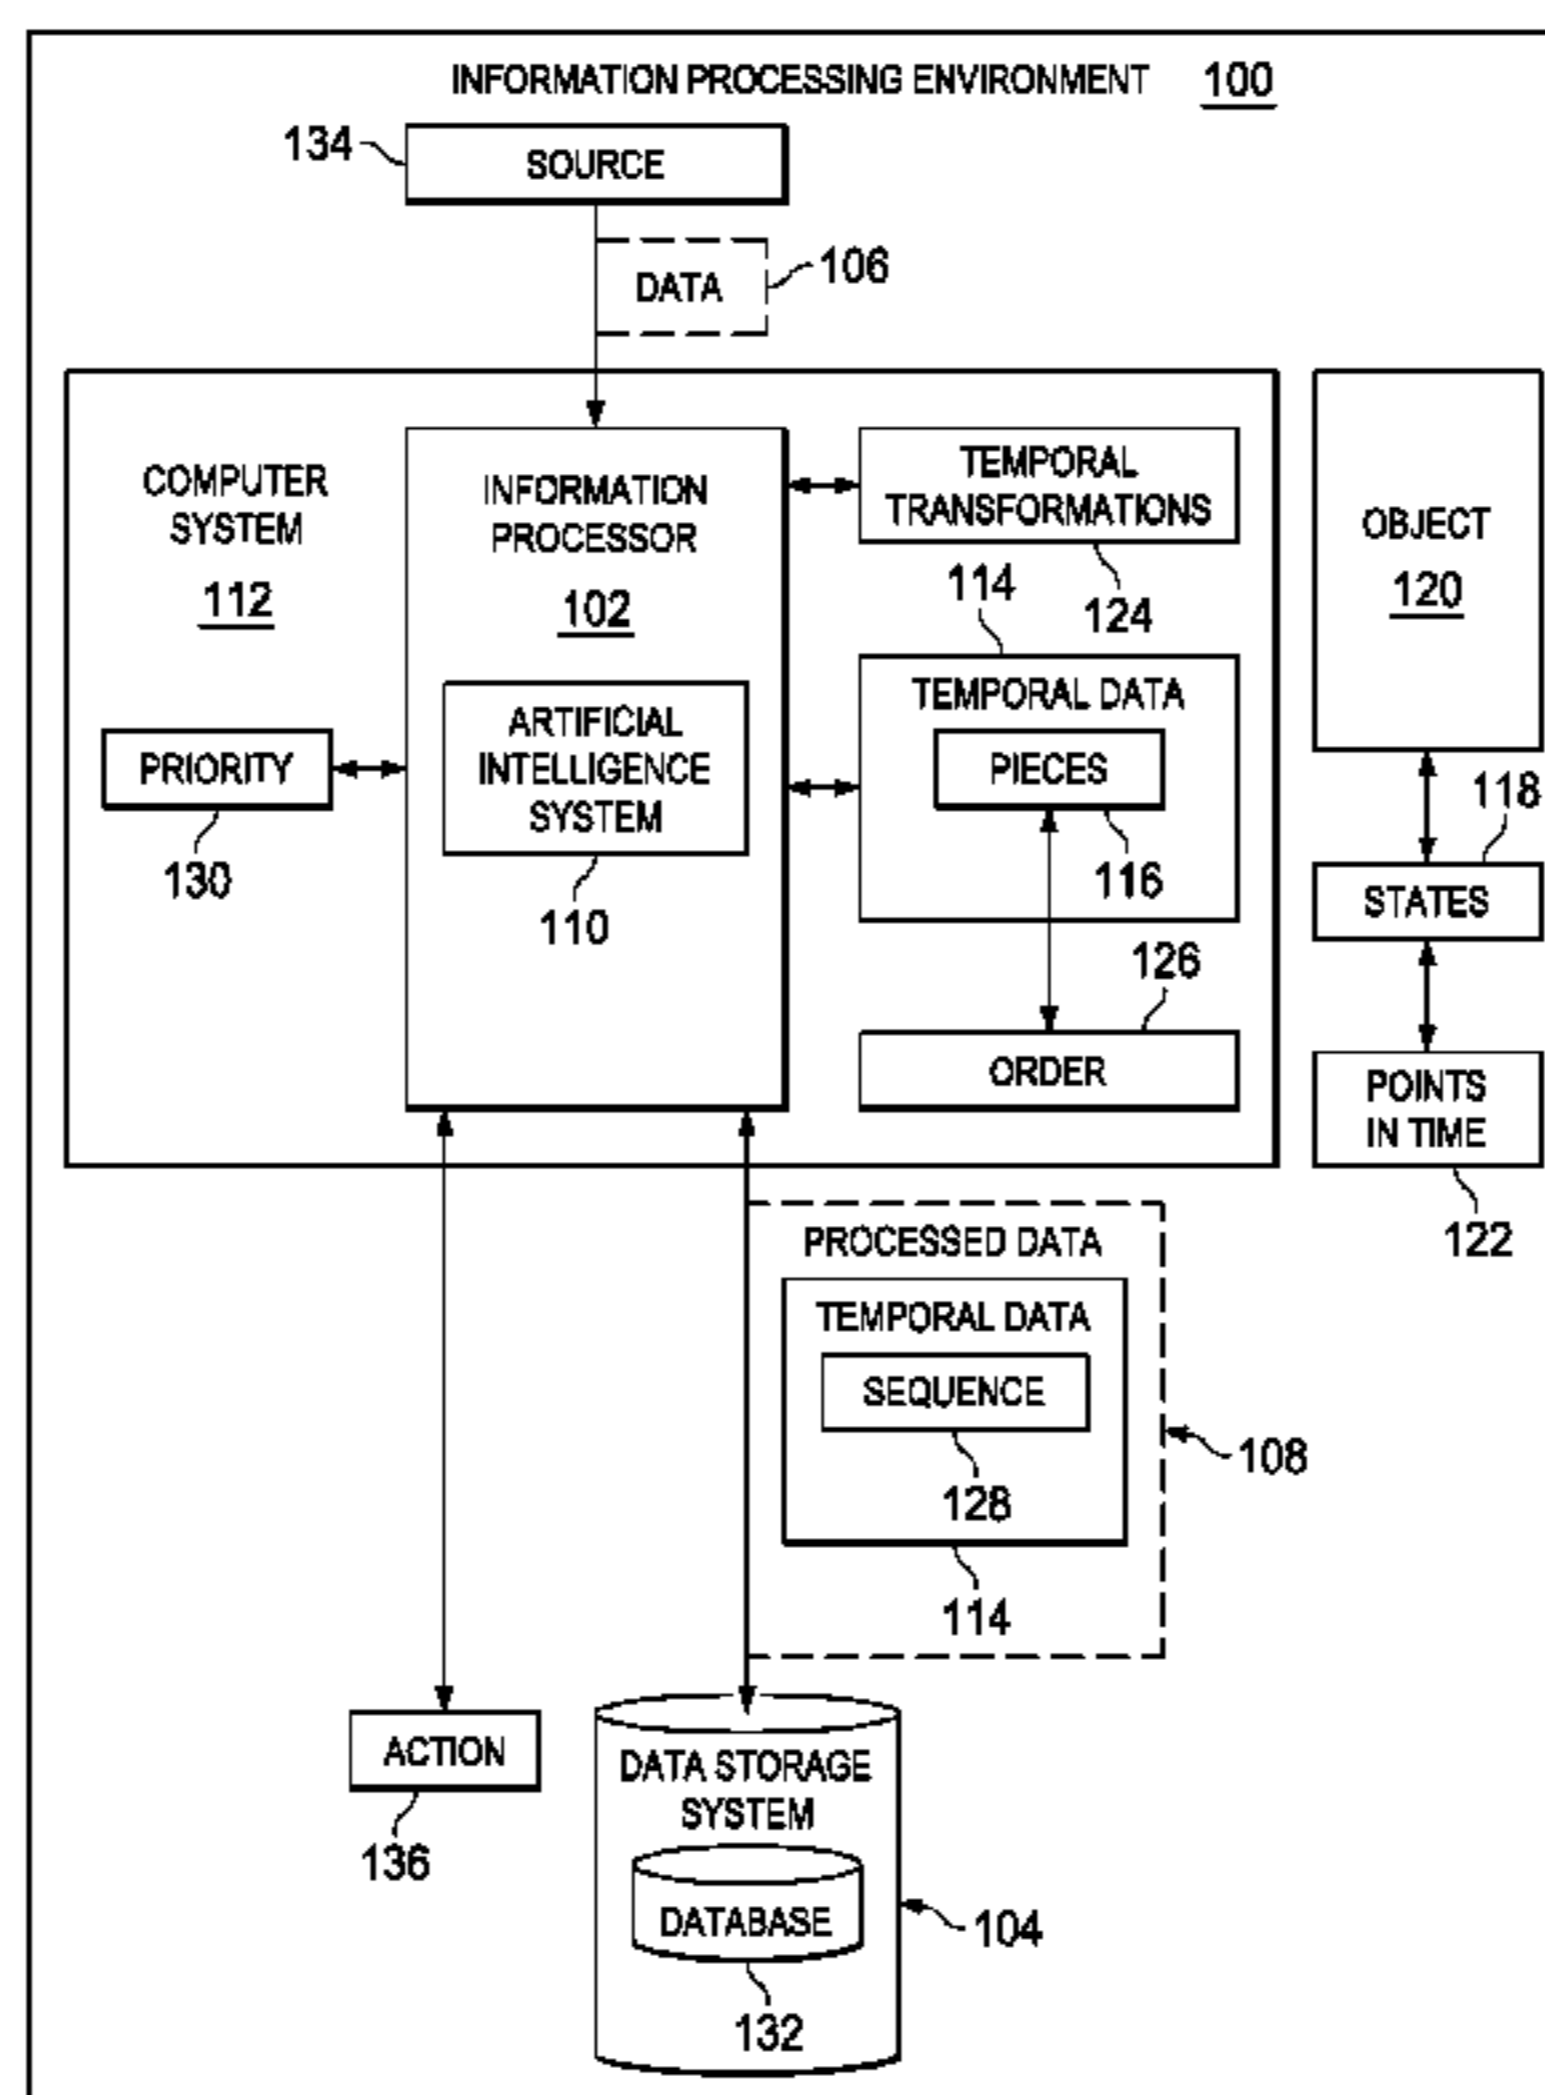 INFORMATION PROCESSING ENVIRONMENT 100
134
SOURCE
DATA
106
COMPUTER
SYSTEM
112
INFORMATION
PROCESSOR
102
TEMPORAL
TRANSFORMATIONS
124
OBJECT
120
114
TEMPORAL DATA
PIECES
116
ARTIFICIAL
INTELLIGENCE
SYSTEM
110
PRIORITY
130
118
STATES
126
ORDER
POINTS
IN TIME
122
PROCESSED DATA
TEMPORAL DATA
SEQUENCE
128
114
108
ACTION
136
DATA STORAGE
SYSTEM
DATABASE
132
104